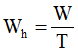 W_h = W/T